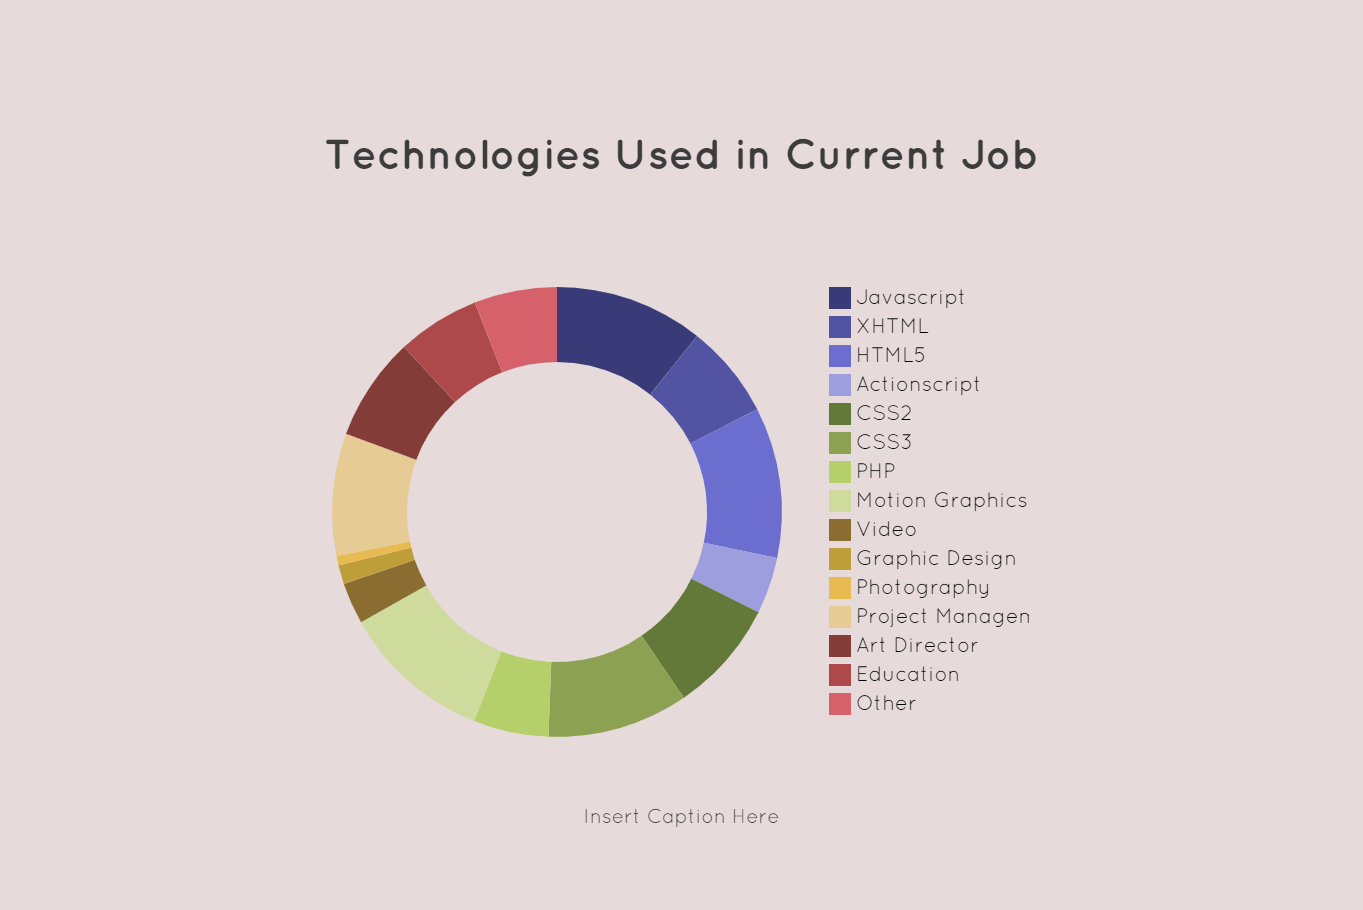 Technologies Used in Current Job
Javascript
XHTML
HTML5
Actionscript
CSS2
CSS3
PHP
Motion Graphics
Video
Graphic Design
Photography
Project Managen
Art Director
Education
Other
Insert Caption Here